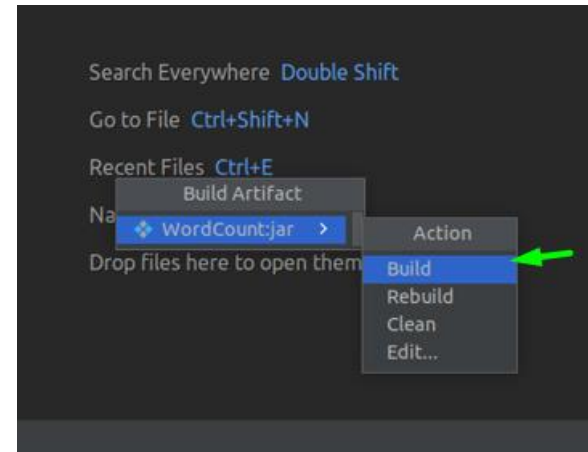 Search Everywhere Double Shift
Go to File Ctrl+Shift+N
Recent Files Ctrl+E
Build Artifact
Na
WordCount:jar
Drop files here to open them
Action
Build
Rebuild
Clean
Edit...